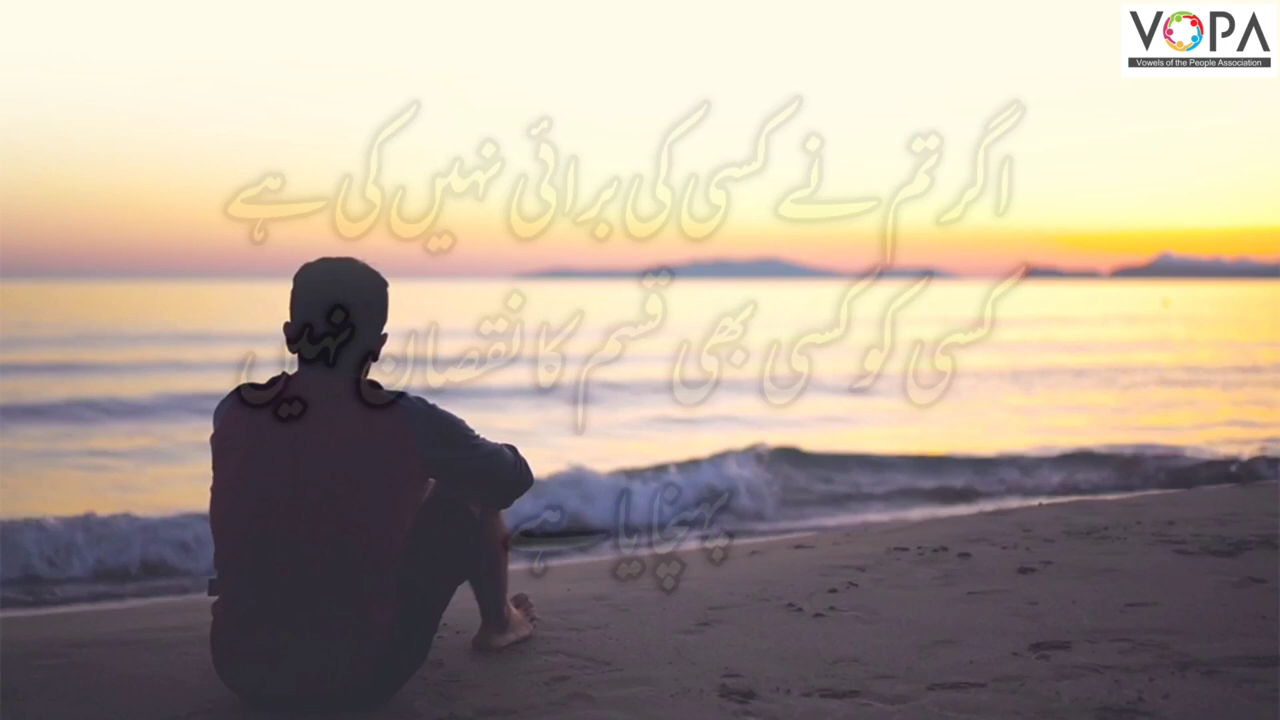 VOPA
Vowels of the People Association
اگر تم نے کسی کی برائی نہیں کی ہے
کسی کو کسی بھی قسم کا نقصان نہیں
پہنچایا ہے